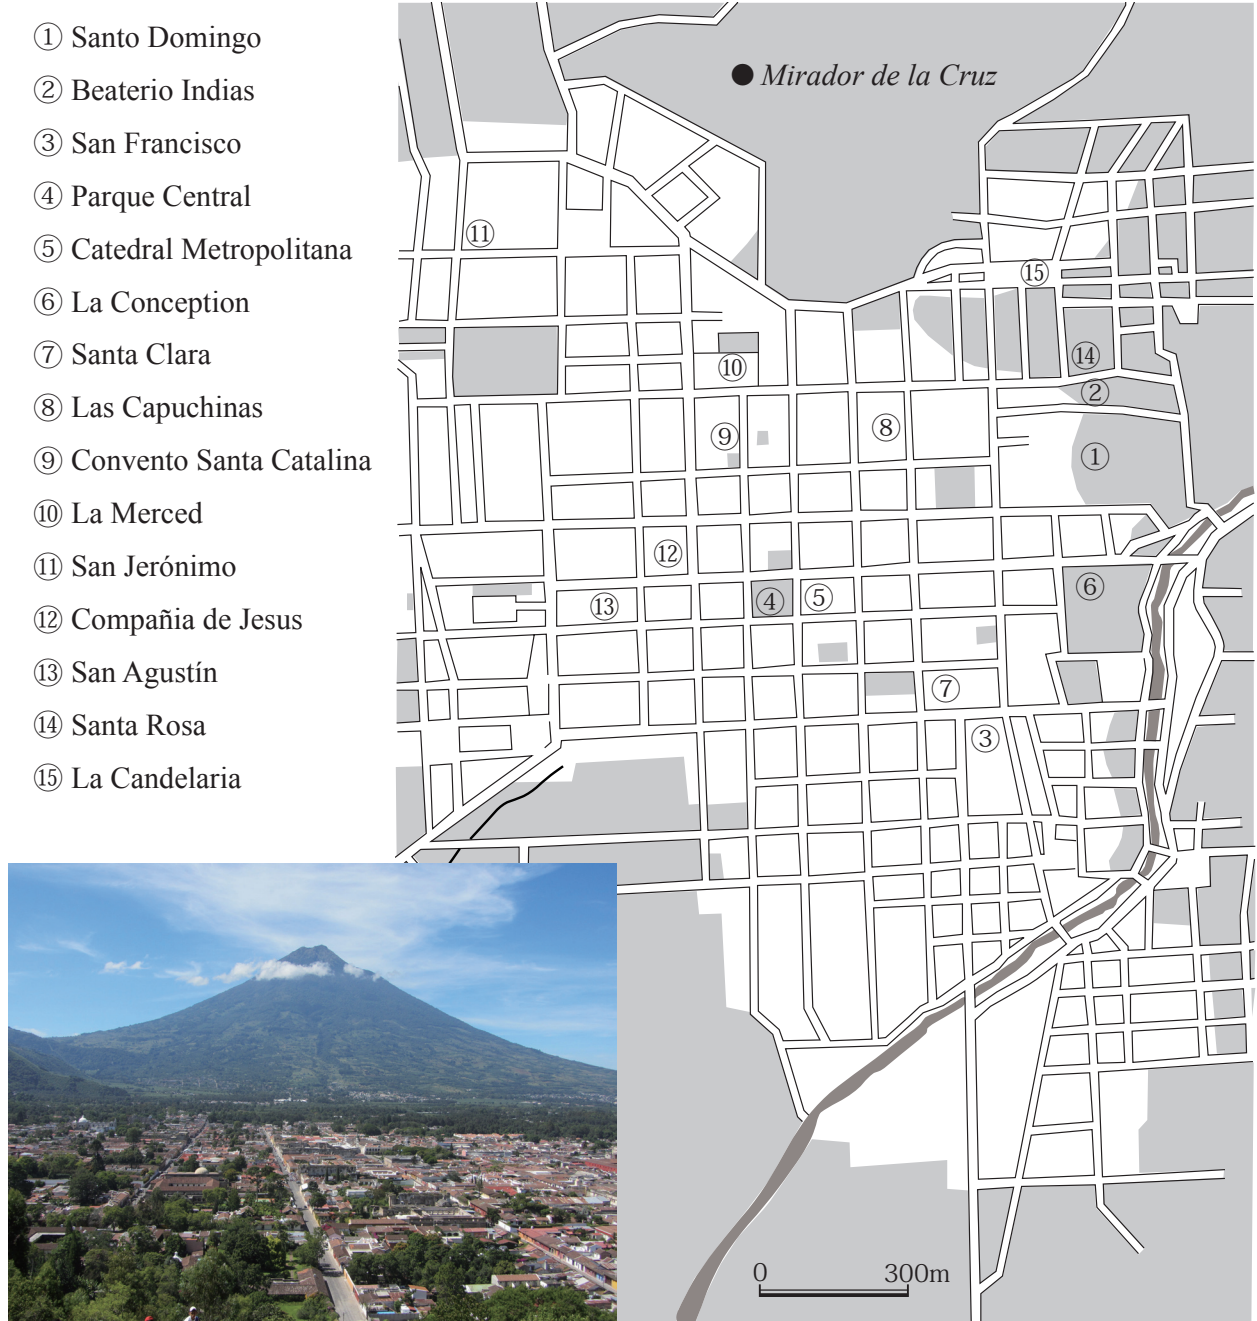 ① Santo Domingo
② Beaterio Indias
③ San Francisco
④ Parque Central
⑤ Catedral Metropolitana
⑥ La Conception
⑦ Santa Clara
⑧ Las Capuchinas
⑨ Convento Santa Catalina
⑩ La Merced
⑪ San Jerónimo
⑫ Compañia de Jesus
⑬ San Agustín
⑭ Santa Rosa
⑮ La Candelaria
Mirador de la Cruz
⑪
⑮
⑭
⑩
②
⑨
⑧
①
⑫
⑥
⑬
④
⑤
⑦
③
0 300m